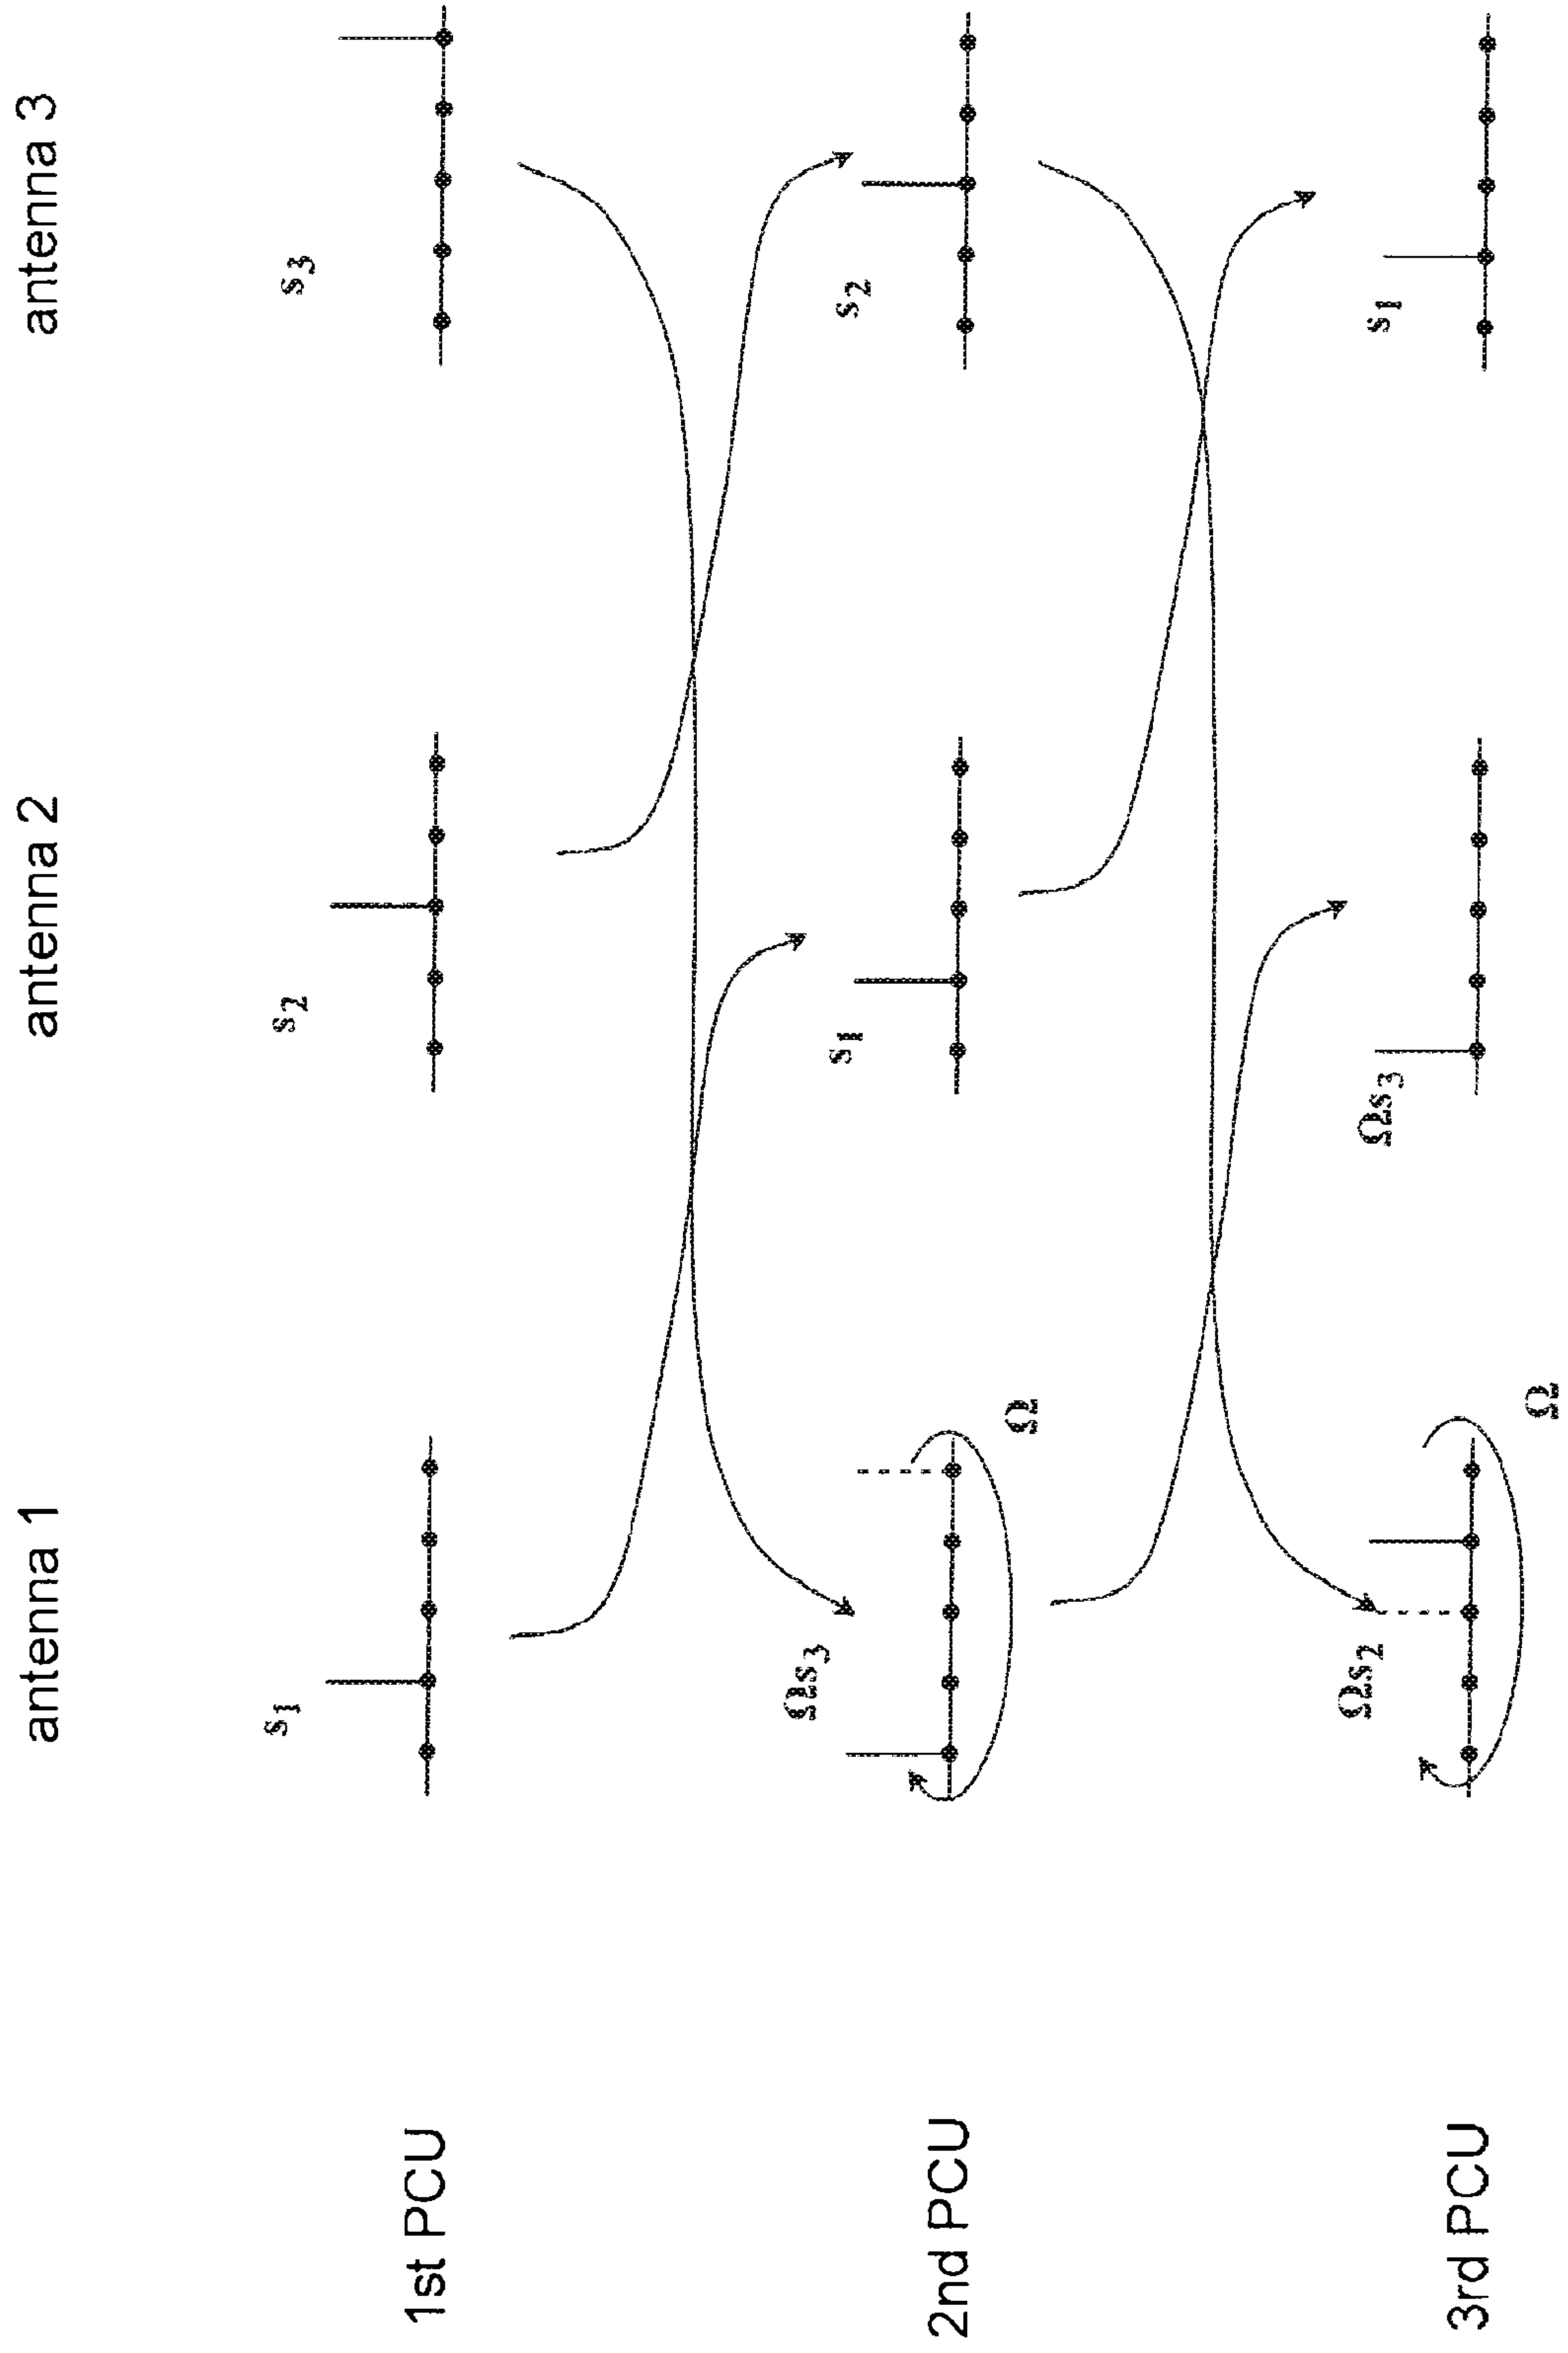 antenna 1
antenna 2
antenna 3
1st PCU
s1
s2
s3
2nd PCU
Ωs3
s1
s2
Ω
3rd PCU
Ωs2
Ωs3
s1
Ω